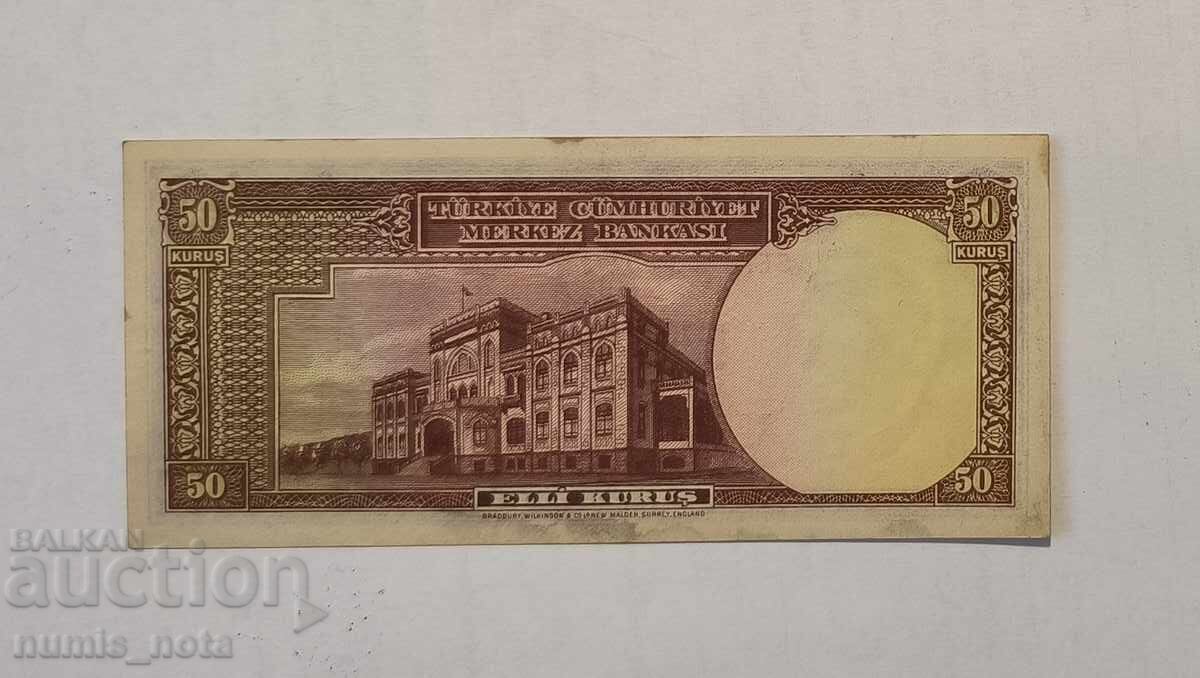 50
50
TÜRKİYE CÜMHURİYET
MERKEZ BANKASI
KURUŞ
KURUŞ
50
50
ELLİ KURUŞ
BRADBURY, WILKINSON & Cº Lº NEW MALDEN, SURREY, ENGLAND
BALKAN
auction
numis_nota